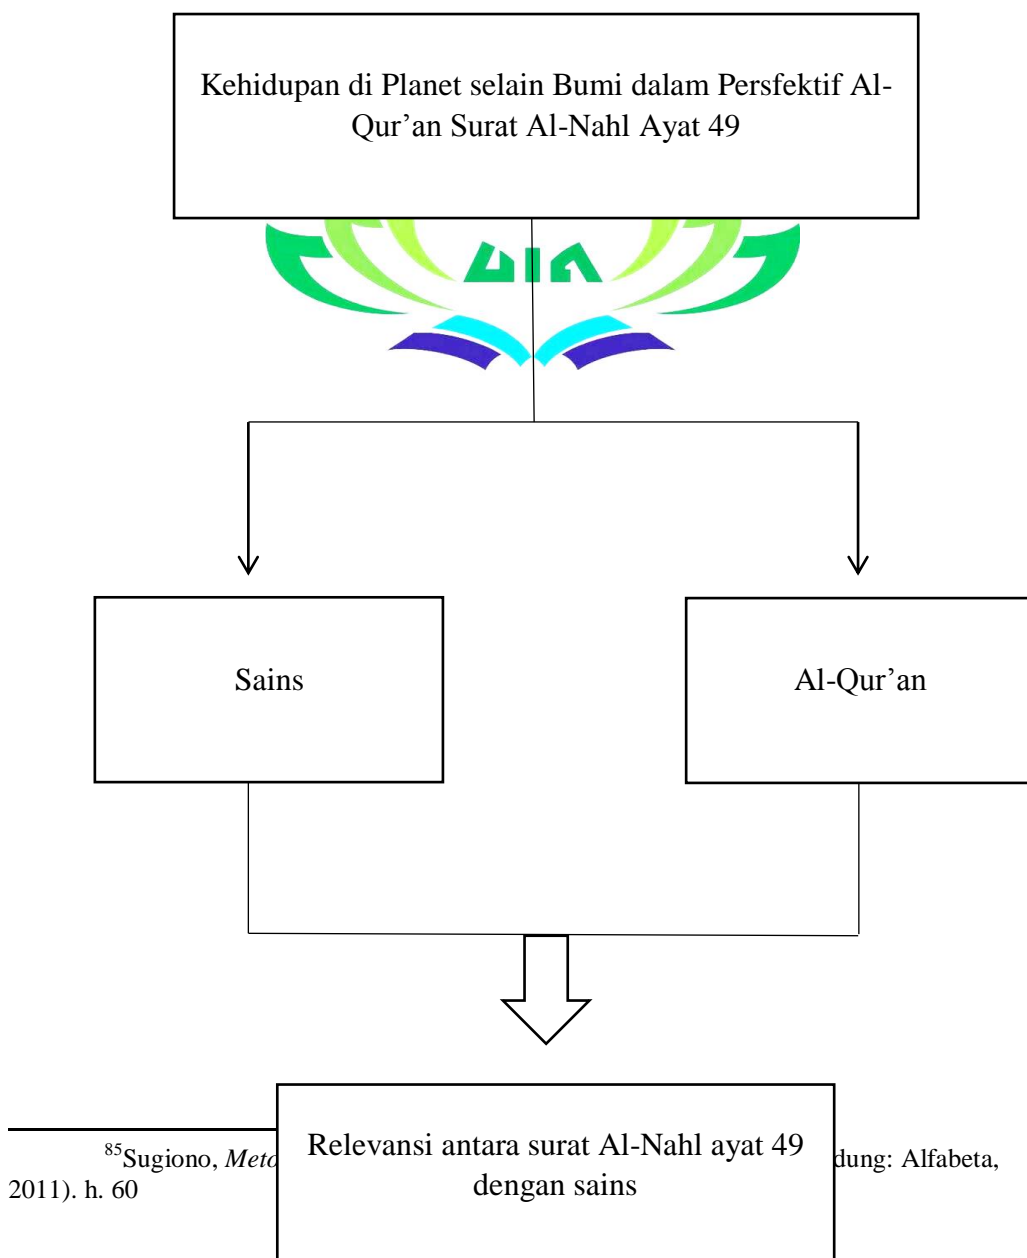 Kehidupan di Planet selain Bumi dalam Persfektif Al-
Qur’an Surat Al-Nahl Ayat 49
UIN
Sains
Al-Qur’an
Relevansi antara surat Al-Nahl ayat 49
dengan sains
85Sugiono, dung: Alfabeta,
2011). h. 60